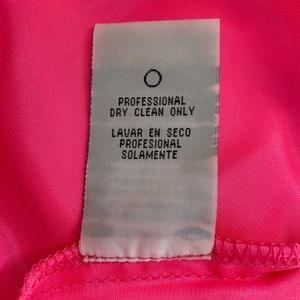 PROFESSIONAL
DRY CLEAN ONLY
LAVAR EN SECO
PROFESIONAL
SOLAMENTE